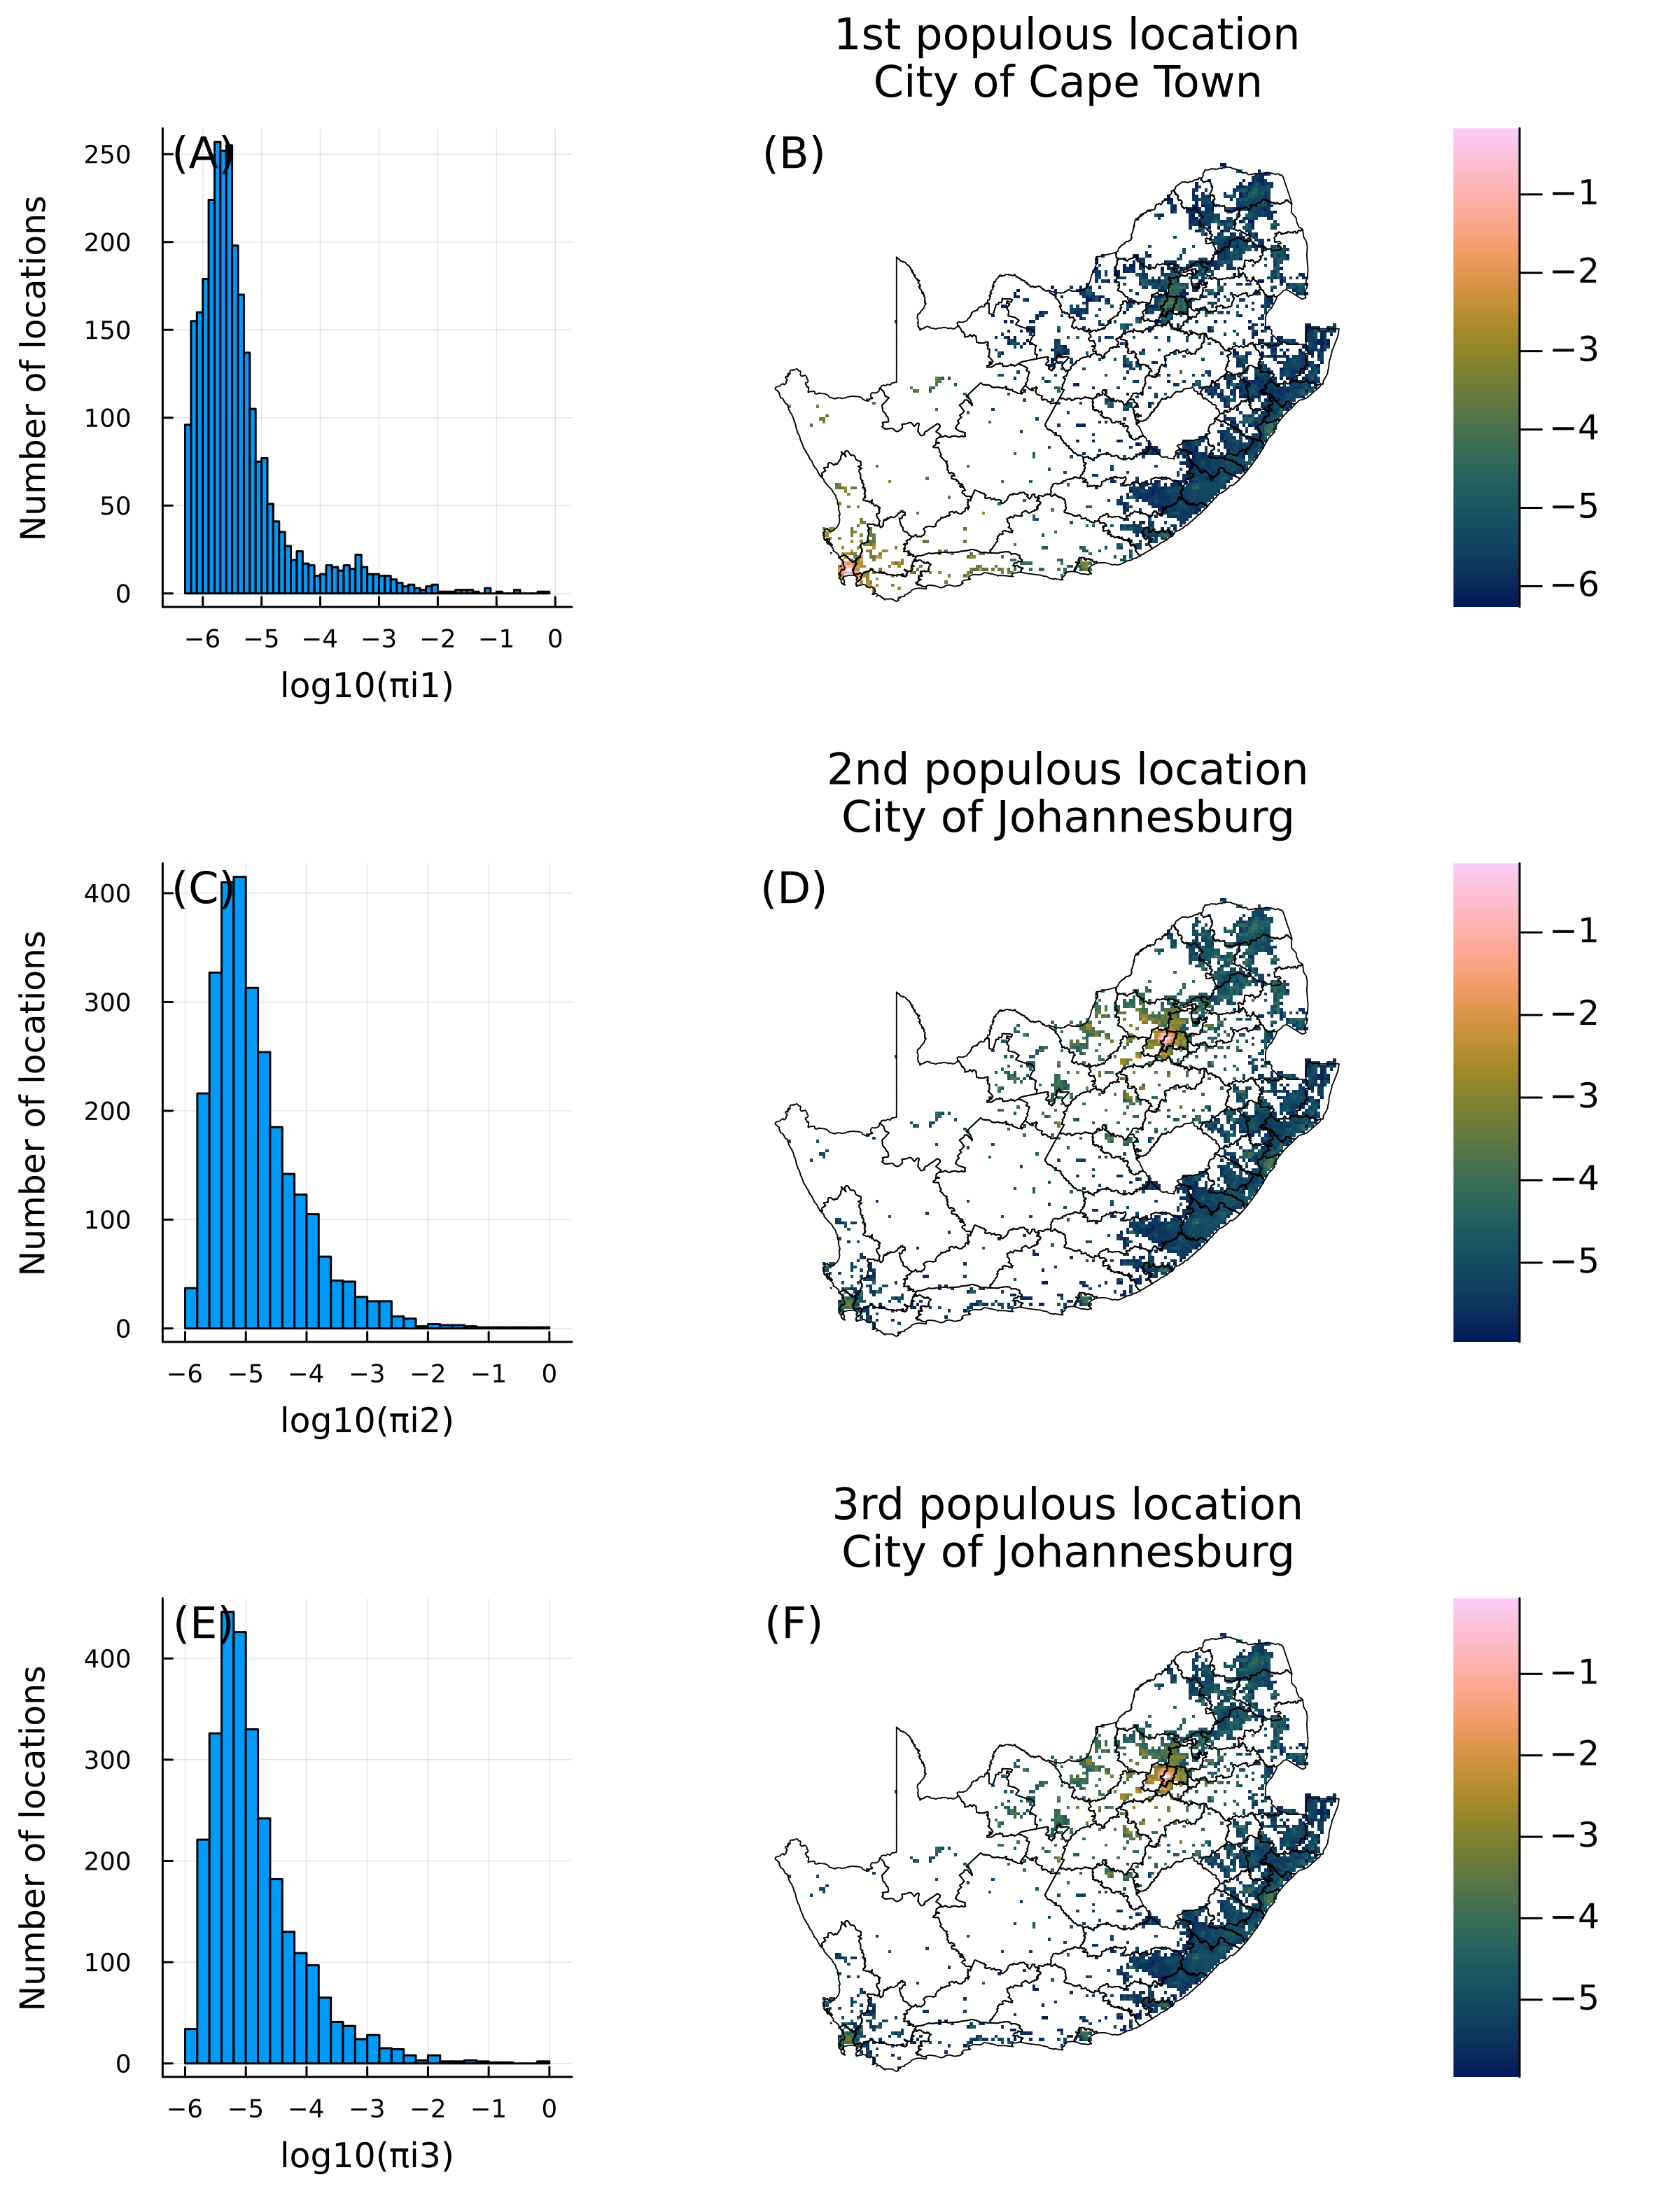 1st populous location
City of Cape Town
(A)
250
200
150
100
50
0
Number of locations
−6 −5 −4 −3 −2 −1 0
log10(πi1)
(B)
−1
−2
−3
−4
−5
−6
2nd populous location
City of Johannesburg
(C)
400
300
200
100
0
Number of locations
−6 −5 −4 −3 −2 −1 0
log10(πi2)
(D)
−1
−2
−3
−4
−5
3rd populous location
City of Johannesburg
(E)
400
300
200
100
0
Number of locations
−6 −5 −4 −3 −2 −1 0
log10(πi3)
(F)
−1
−2
−3
−4
−5